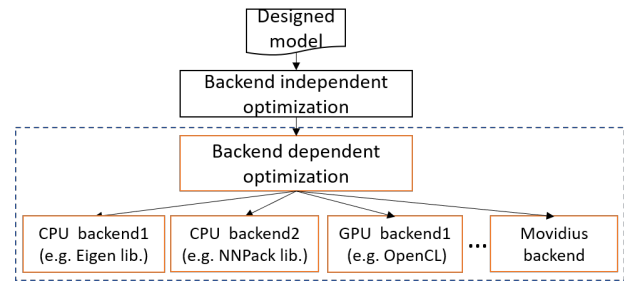 Designed
model
Backend independent
optimization
Backend dependent
optimization
CPU backend1
(e.g. Eigen lib.)
CPU backend2
(e.g. NNPack lib.)
GPU backend1
(e.g. OpenCL)
...
Movidius
backend